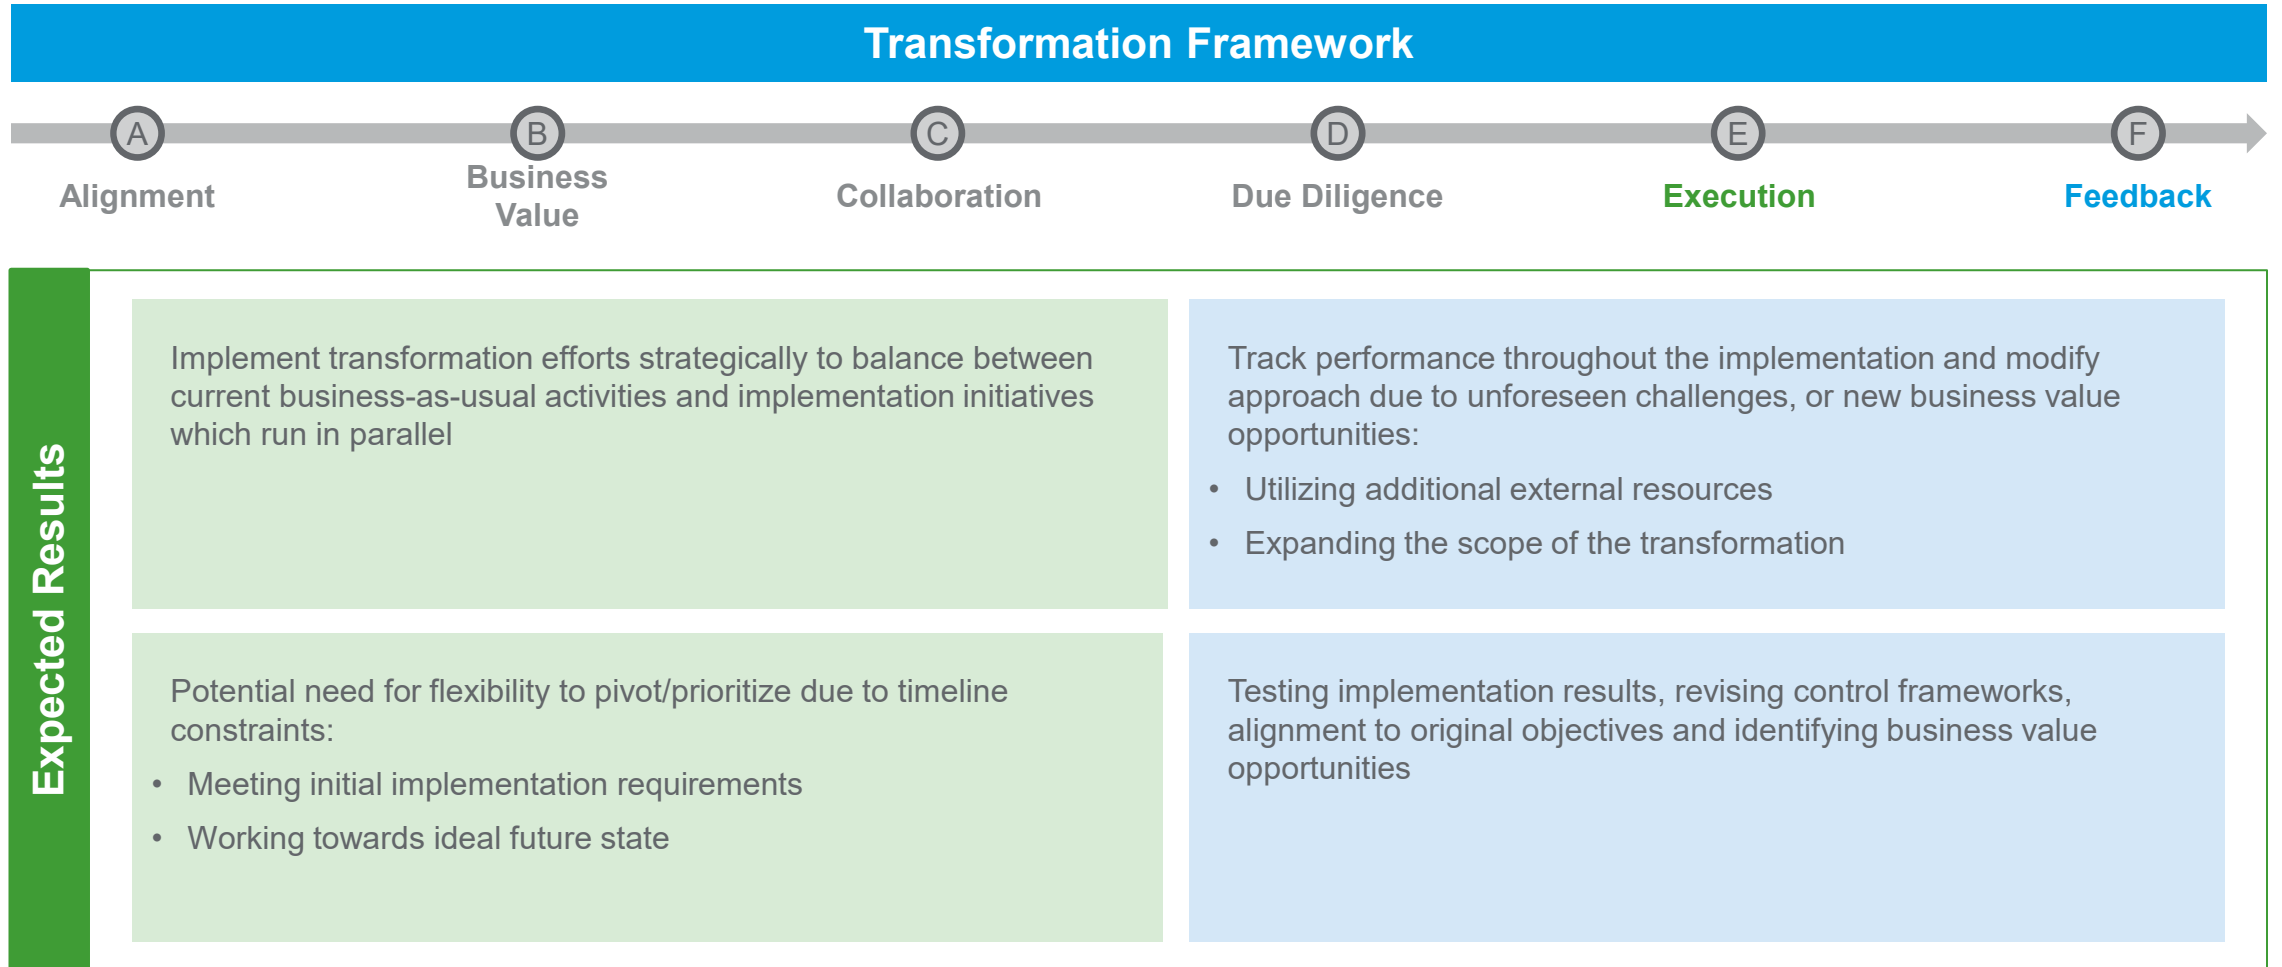 Transformation Framework
A
B
C
D
E
F
Alignment
Business
Value
Collaboration
Due Diligence
Execution
Feedback
Expected Results
Implement transformation efforts strategically to balance between
current business-as-usual activities and implementation initiatives
which run in parallel
Track performance throughout the implementation and modify
approach due to unforeseen challenges, or new business value
opportunities:
• Utilizing additional external resources
• Expanding the scope of the transformation
Potential need for flexibility to pivot/prioritize due to timeline
constraints:
• Meeting initial implementation requirements
• Working towards ideal future state
Testing implementation results, revising control frameworks,
alignment to original objectives and identifying business value
opportunities